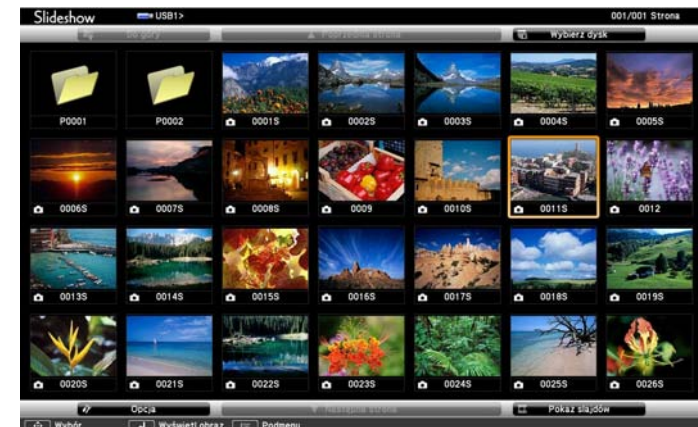 Slideshow USB1> 001/001 Strona
Do góry ▲ Poprzednia strona Wybierz dysk
P0001 P0002 0001S 0002S 0003S 0004S 0005S
0006S 0007S 0008S 0009 0010S 0011S 0012
0013S 0014S 0015S 0016S 0017S 0018S 0019S
0020S 0021S 0022S 0023S 0024S 0025S 0026S
Opcja ▼ Następna strona Pokaz slajdów
Wybór Wyświetl obraz Esc Podmenu